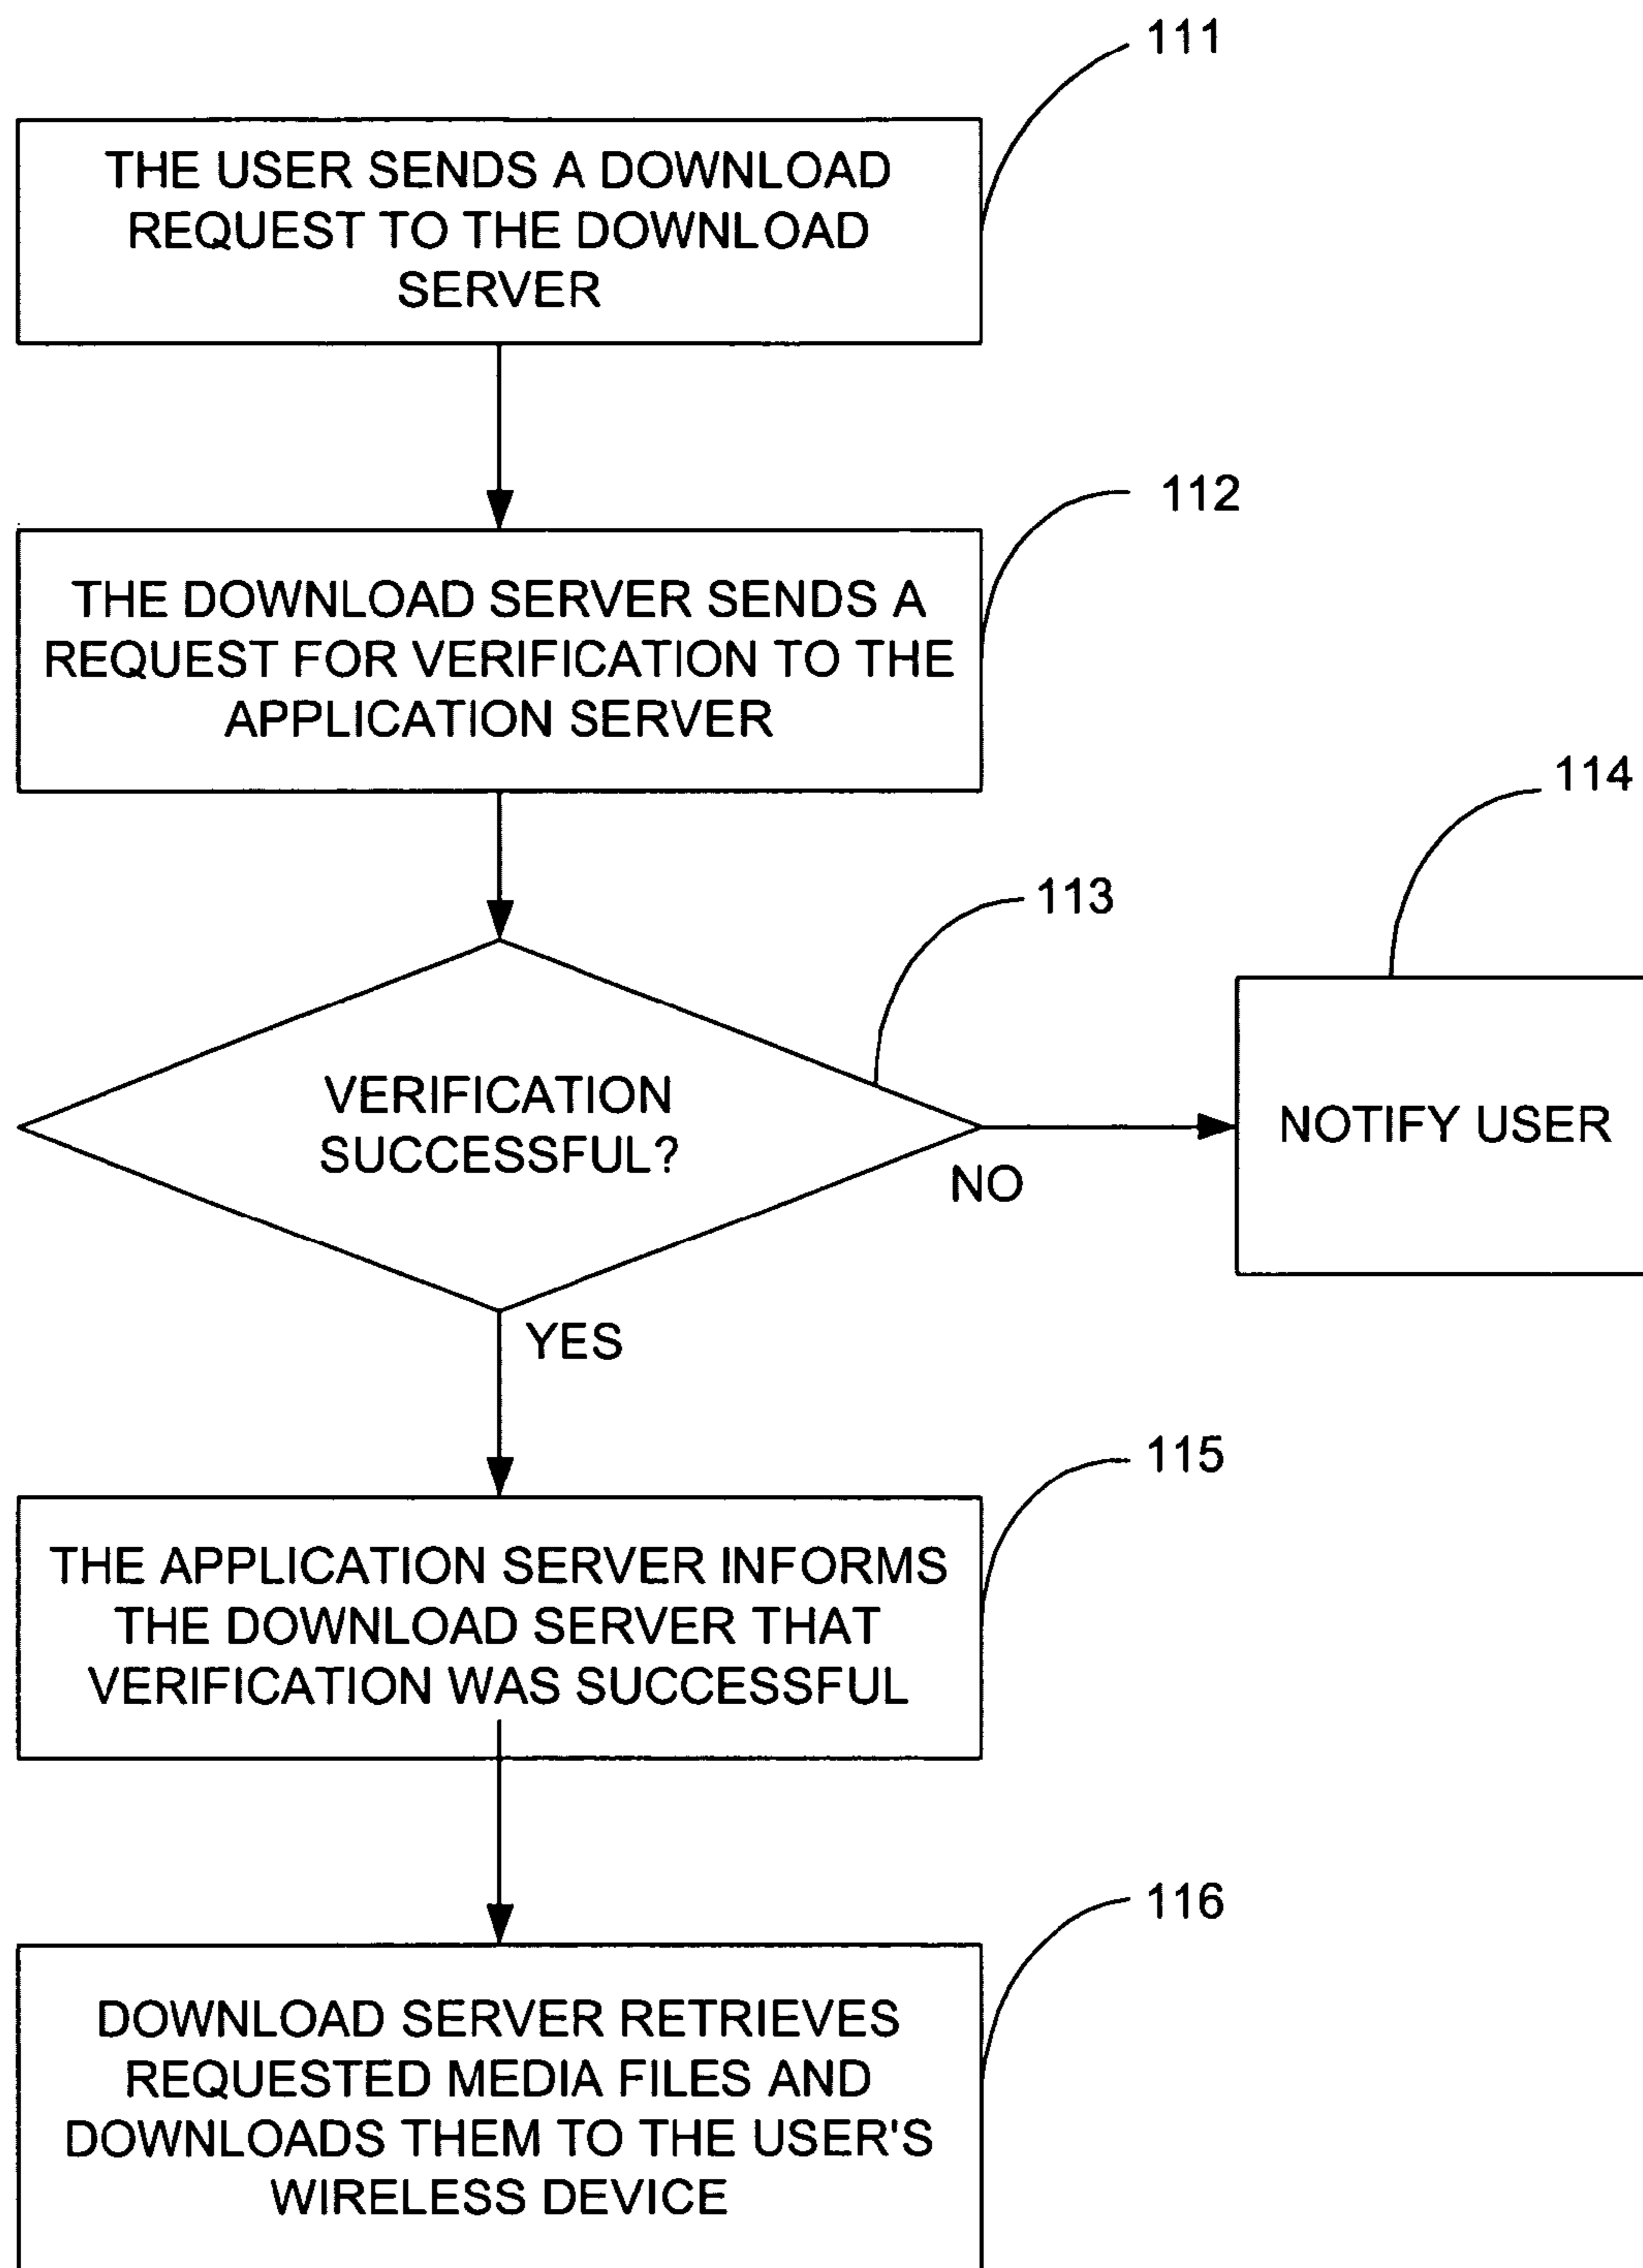 111
THE USER SENDS A DOWNLOAD
REQUEST TO THE DOWNLOAD
SERVER
112
THE DOWNLOAD SERVER SENDS A
REQUEST FOR VERIFICATION TO THE
APPLICATION SERVER
113
VERIFICATION
SUCCESSFUL?
114
NOTIFY USER
NO
YES
115
THE APPLICATION SERVER INFORMS
THE DOWNLOAD SERVER THAT
VERIFICATION WAS SUCCESSFUL
116
DOWNLOAD SERVER RETRIEVES
REQUESTED MEDIA FILES AND
DOWNLOADS THEM TO THE USER'S
WIRELESS DEVICE